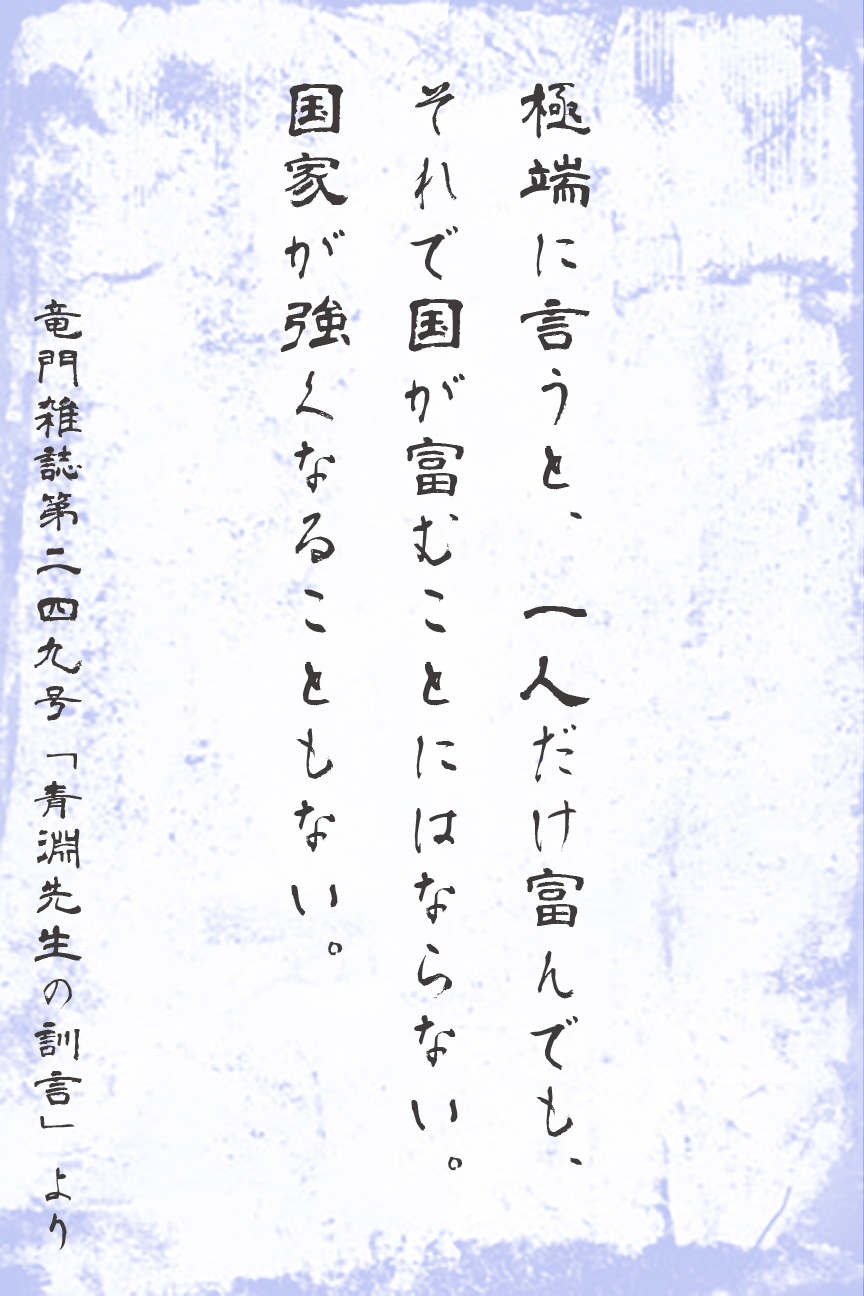 極端に言うと、一人だけ富んでも、
それで国が富むことにはならない。
国家が強くなることもない。
竜門雑誌第二四九号「青淵先生の訓言」より